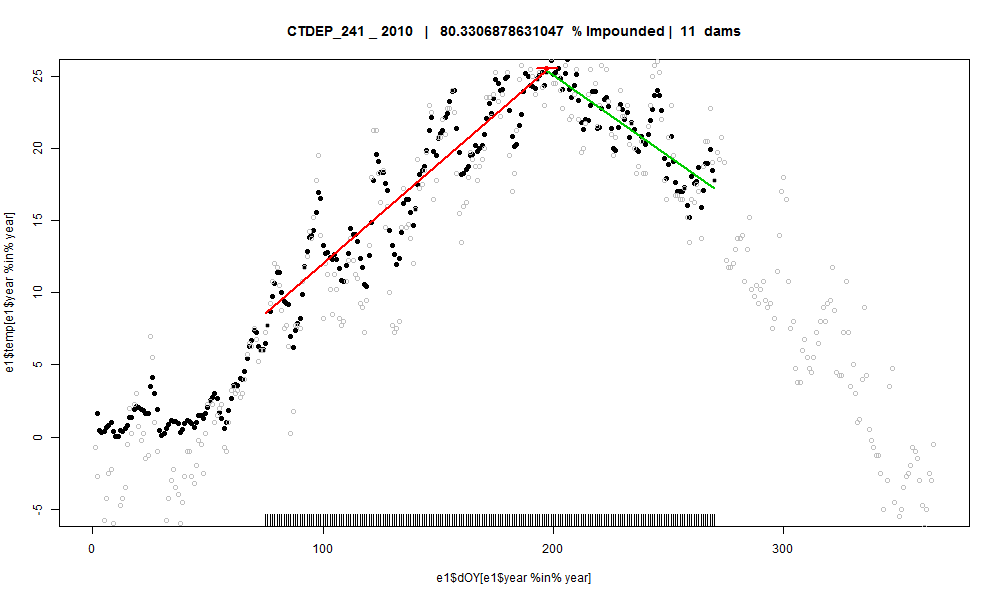 CTDEP_241 _ 2010 | 80.3306878631047 % Impounded | 11 dams
e1$temp[e1$year %in% year]
25
20
15
10
5
0
-5
0 100 200 300
e1$dOY[e1$year %in% year]